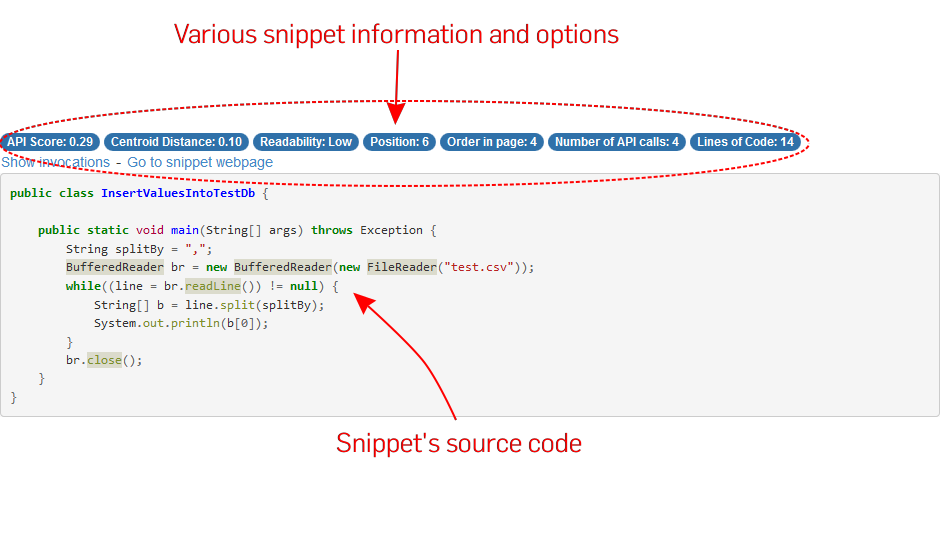 Various snippet information and options
API Score: 0.29 Centroid Distance: 0.10 Readability: Low Position: 6 Order in page: 4 Number of API calls: 4 Lines of Code: 14
Show invocations - Go to snippet webpage
public class InsertValuesIntoTestDb {
public static void main(String[] args) throws Exception {
String splitBy = ",";
BufferedReader br = new BufferedReader(new FileReader("test.csv"));
while((line = br.readLine()) != null) {
String[] b = line.split(splitBy);
System.out.println(b[0]);
}
br.close();
}
}
Snippet's source code